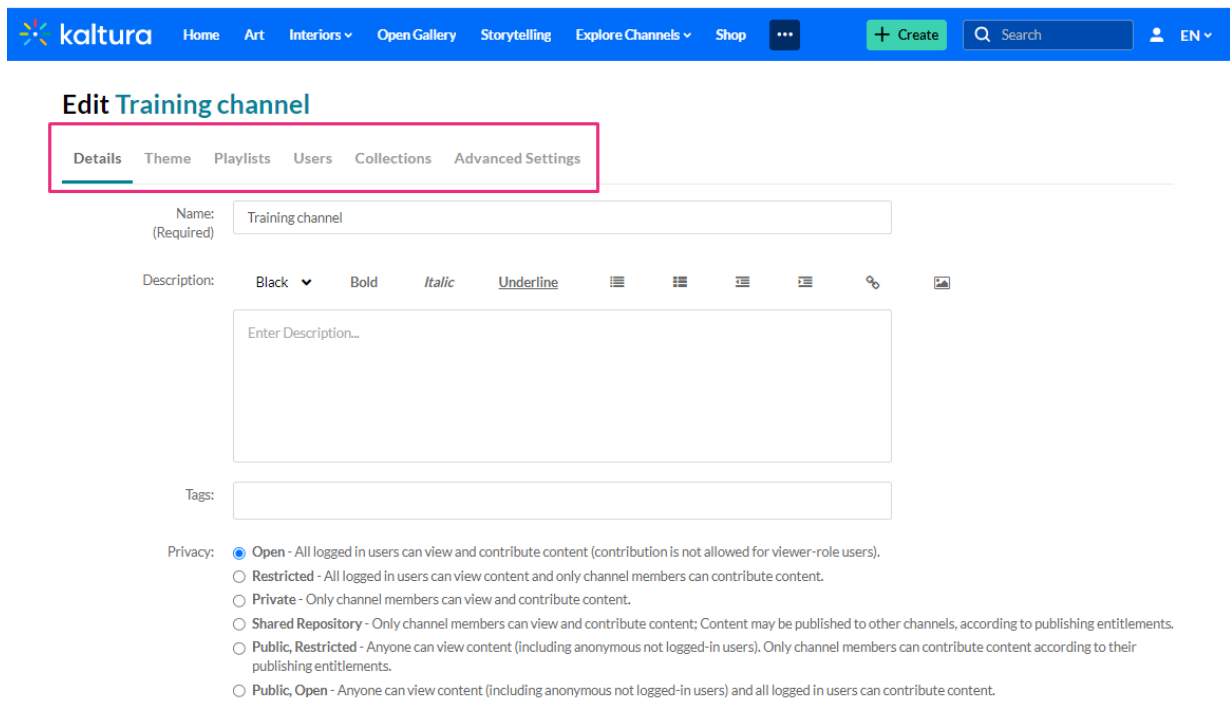 kaltura Home Art Interiors Open Gallery Storytelling Explore Channels Shop ••• + Create Search EN
Edit Training channel
Details Theme Playlists Users Collections Advanced Settings
Name: Training channel
(Required)
Description: Black Bold Italic Underline
Enter Description...
Tags:
Privacy: Open - All logged in users can view and contribute content (contribution is not allowed for viewer-role users).
Restricted - All logged in users can view content and only channel members can contribute content.
Private - Only channel members can view and contribute content.
Shared Repository - Only channel members can view and contribute content; Content may be published to other channels, according to publishing entitlements.
Public, Restricted - Anyone can view content (including anonymous not logged-in users). Only channel members can contribute content according to their
publishing entitlements.
Public, Open - Anyone can view content (including anonymous not logged-in users) and all logged in users can contribute content.